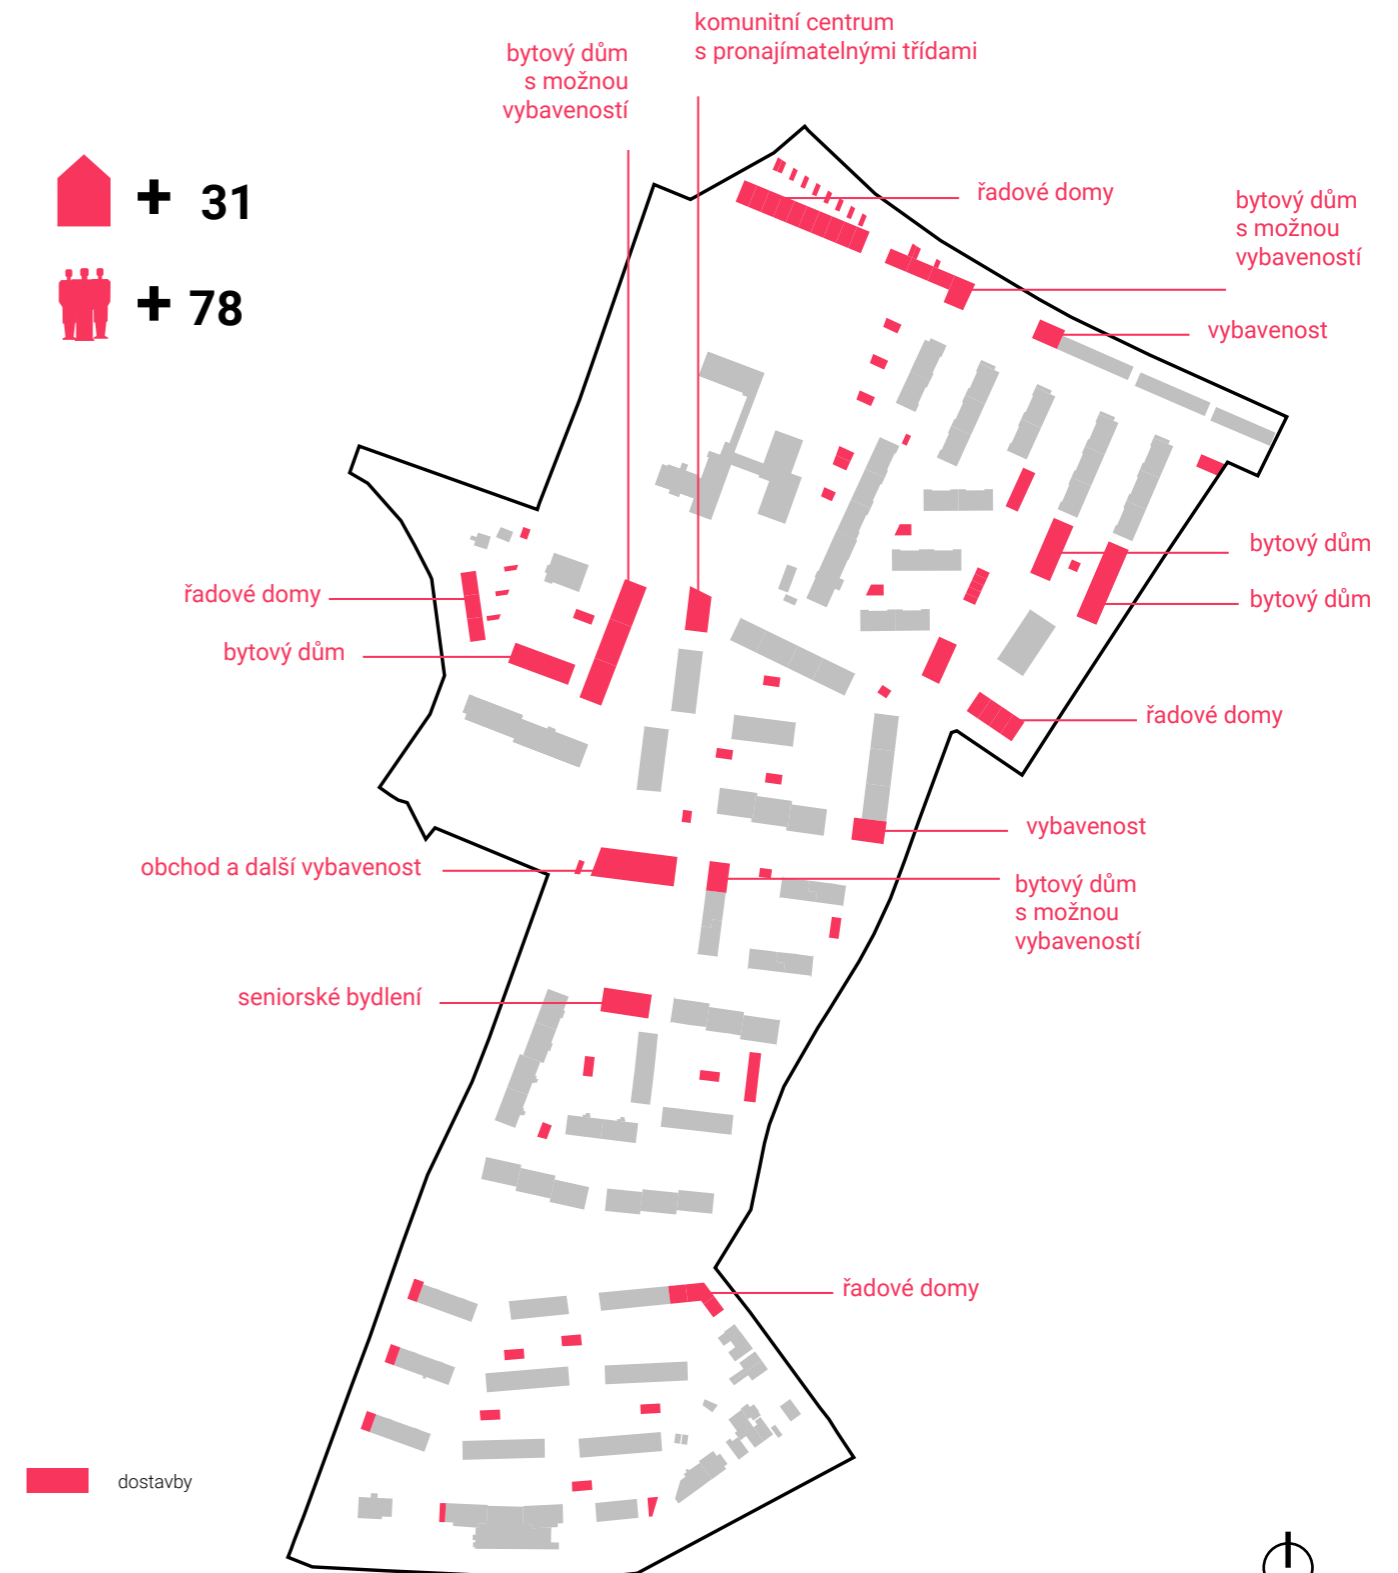 komunitní centrum
s pronajímatelnými třídami
bytový dům
s možnou
vybaveností
+ 31
+ 78
řadové domy
bytový dům
s možnou
vybaveností
vybavenost
bytový dům
bytový dům
řadové domy
bytový dům
řadové domy
vybavenost
obchod a další vybavenost
bytový dům
s možnou
vybaveností
seniorské bydlení
řadové domy
dostavby